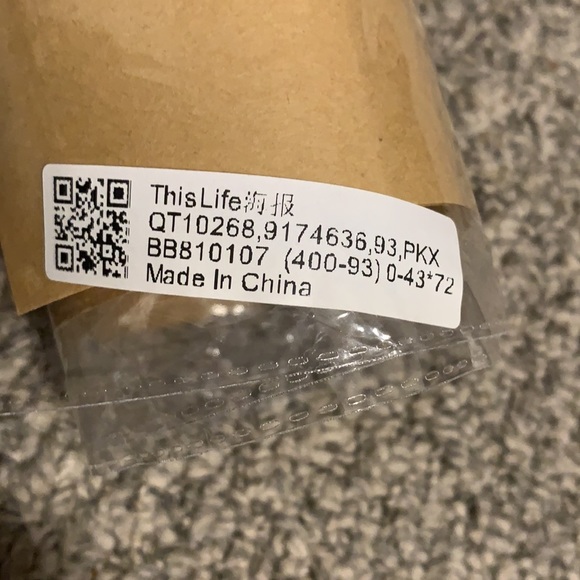 ThisLife海报
QT10268,9174636,93,PKX
BB810107 (400-93) 0-43*72
Made In China